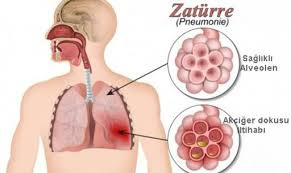 Zatürre
(Pneumonie)
Sağlıklı
Alveolen
Akciğer dokusu
iltihabı